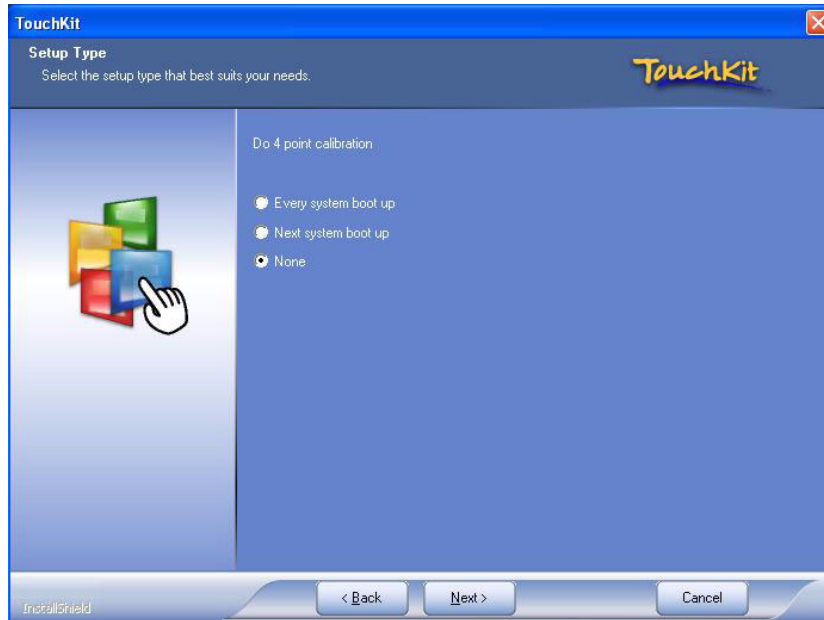 TouchKit
Setup Type
Select the setup type that best suits your needs.
TouchKit
Do 4 point calibration
Every system boot up
Next system boot up
None
InstallShield
< Back
Next >
Cancel